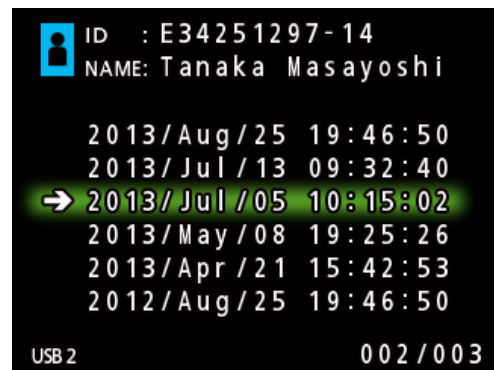 ID : E34251297-14
NAME: Tanaka Masayoshi
2013/Aug/25 19:46:50
2013/Jul/13 09:32:40
2013/Jul/05 10:15:02
2013/May/08 19:25:26
2013/Apr/21 15:42:53
2012/Aug/25 19:46:50
USB 2 002/003